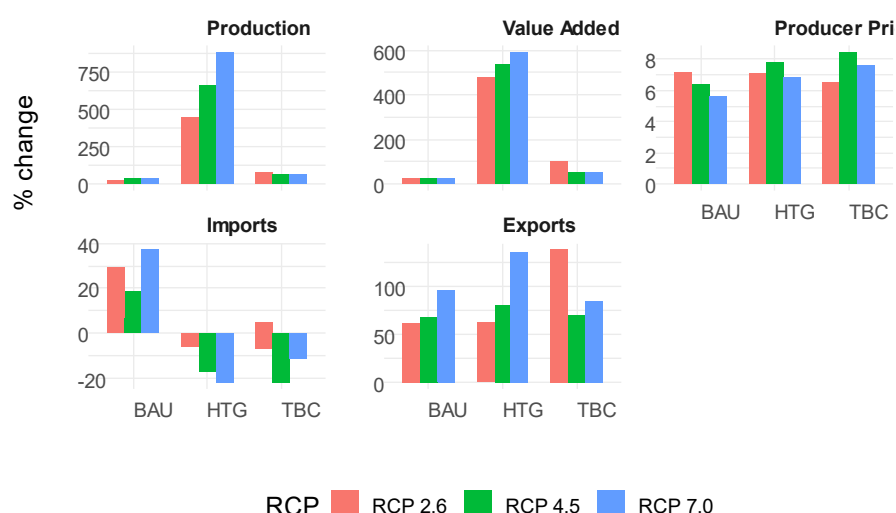 Production
Value Added
Producer Pri
% change
750
500
250
0
600
400
200
0
8
6
4
2
0
BAU HTG TBC
Imports
Exports
40
20
0
-20
100
50
0
BAU HTG TBC
BAU HTG TBC
RCP RCP 2.6 RCP 4.5 RCP 7.0